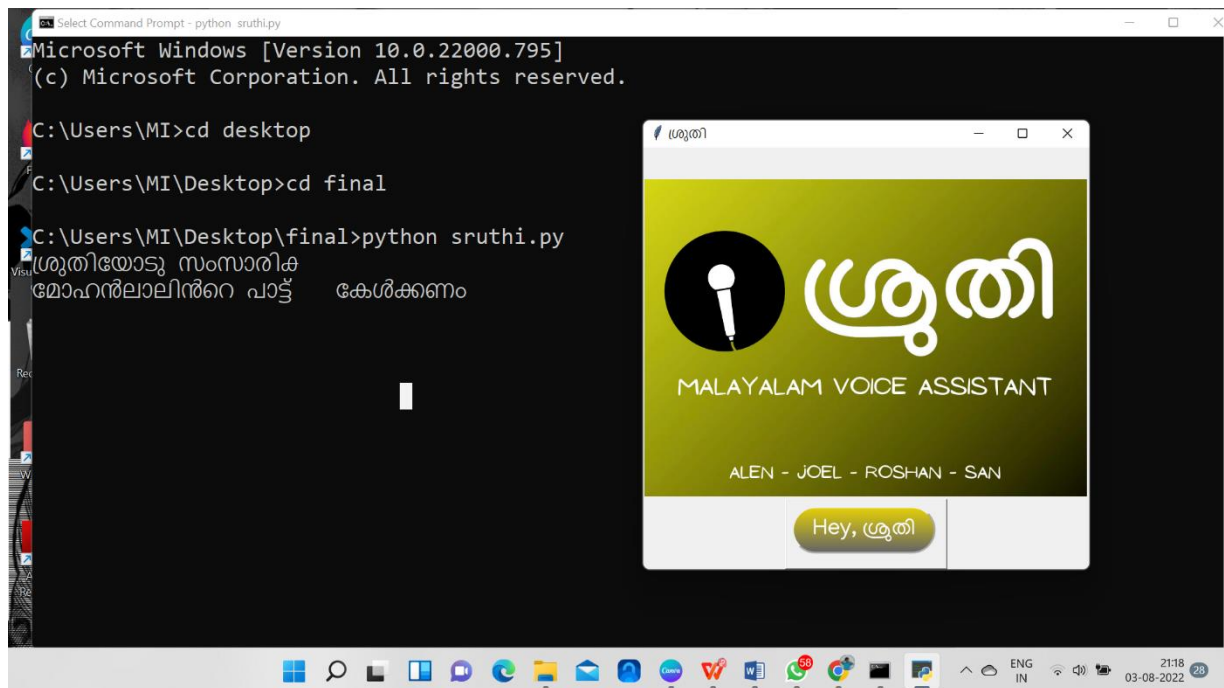 Select Command Prompt - python sruthi.py
Microsoft Windows [Version 10.0.22000.795]
(c) Microsoft Corporation. All rights reserved.
C:\Users\MI>cd desktop
C:\Users\MI\Desktop>cd final
C:\Users\MI\Desktop\final>python sruthi.py
ശ്രുതിയോടു സംസാരിക
മോഹൻലാലിൻറെ പാട്ട് കേൾക്കണം
ശ്രുതി
ശ്രുതി
MALAYALAM VOICE ASSISTANT
ALEN - JOEL - ROSHAN - SAN
Hey, ശ്രുതി
Visu
Rec
58
ENG
IN
21:18
03-08-2022
28